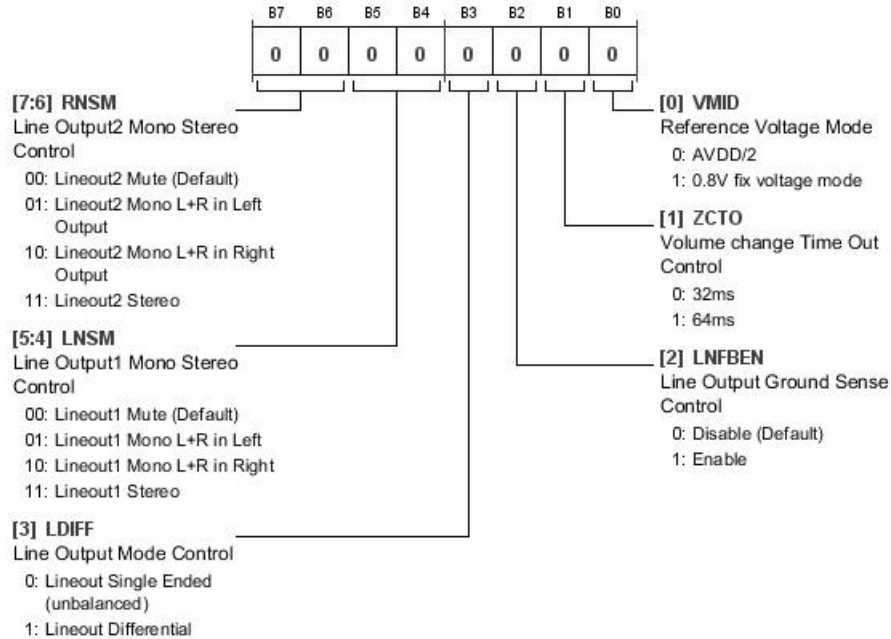 B7 B6 B5 B4 B3 B2 B1 B0
0 0 0 0 0 0 0 0
[7:6] RNSM
Line Output2 Mono Stereo
Control
00: Lineout2 Mute (Default)
01: Lineout2 Mono L+R in Left
Output
10: Lineout2 Mono L+R in Right
Output
11: Lineout2 Stereo
[5:4] LNSM
Line Output1 Mono Stereo
Control
00: Lineout1 Mute (Default)
01: Lineout1 Mono L+R in Left
10: Lineout1 Mono L+R in Right
11: Lineout1 Stereo
[3] LDIFF
Line Output Mode Control
0: Lineout Single Ended
(unbalanced)
1: Lineout Differential
[0] VMID
Reference Voltage Mode
0: AVDD/2
1: 0.8V fix voltage mode
[1] ZCTO
Volume change Time Out
Control
0: 32ms
1: 64ms
[2] LNFBEN
Line Output Ground Sense
Control
0: Disable (Default)
1: Enable